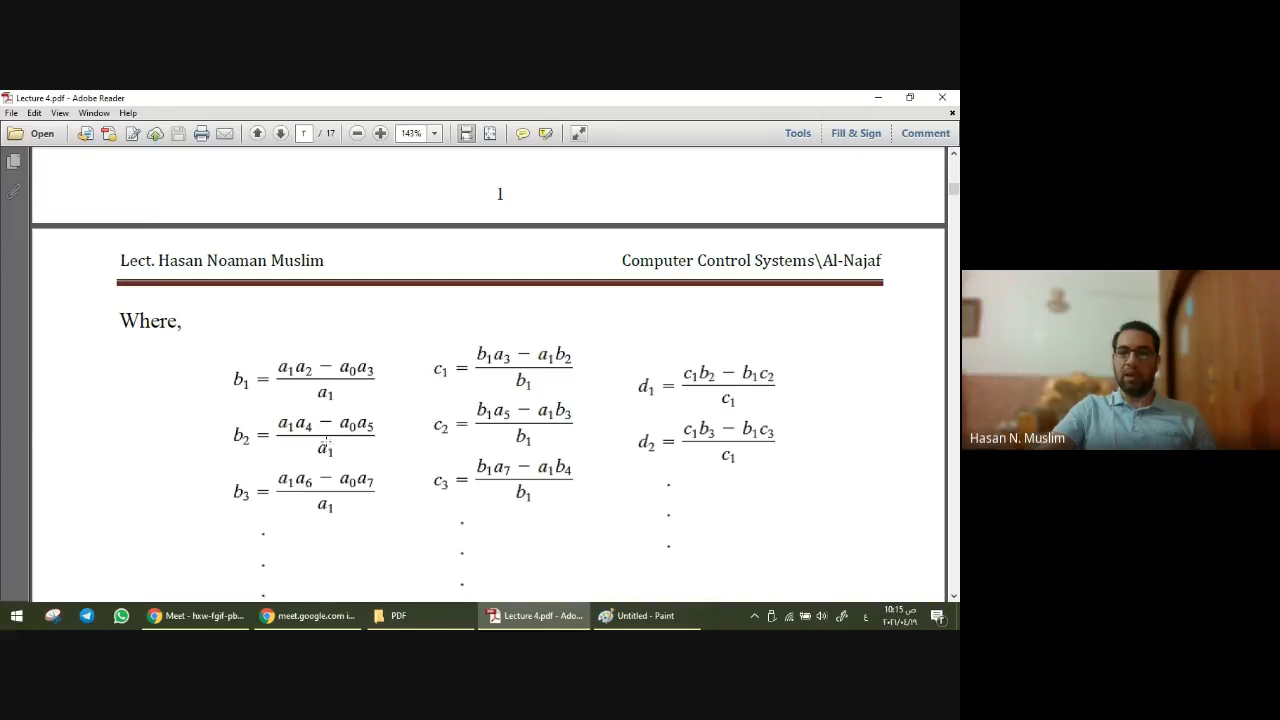 Lecture 4.pdf - Adobe Reader
File Edit View Window Help
Open ٢ / 17 143% Tools Fill & Sign Comment
1
Lect. Hasan Noaman Muslim Computer Control Systems\Al-Najaf
Where,
b₁ = (a₁a₂ − a₀a₃) / a₁
b₂ = (a₁a₄ − a₀a₅) / a₁
b₃ = (a₁a₆ − a₀a₇) / a₁
.
.
.
c₁ = (b₁a₃ − a₁b₂) / b₁
c₂ = (b₁a₅ − a₁b₃) / b₁
c₃ = (b₁a₇ − a₁b₄) / b₁
.
.
.
d₁ = (c₁b₂ − b₁c₂) / c₁
d₂ = (c₁b₃ − b₁c₃) / c₁
.
.
.
Hasan N. Muslim
Meet - hxw-fgif-pb... meet.google.com i... PDF Lecture 4.pdf - Ado... Untitled - Paint ع 10:15 ص
٢٠٢١/٠٤/١٩